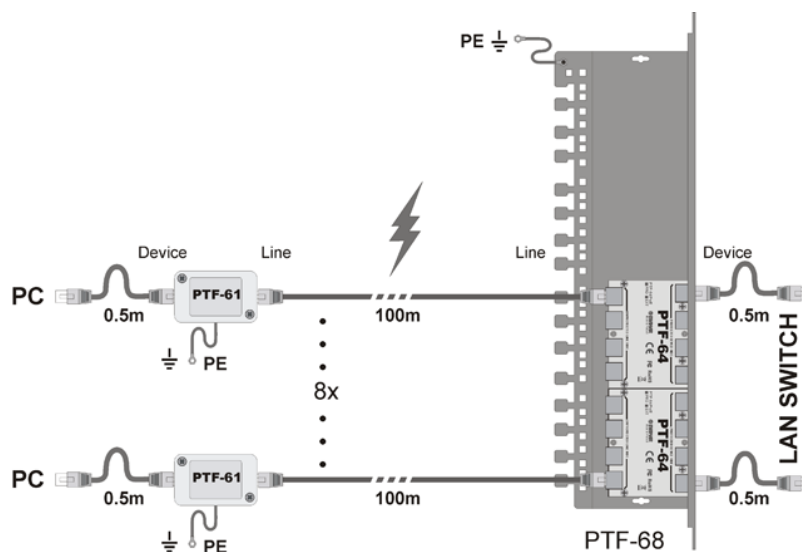 PE
Device
Line
Line
Device
PC
PTF-61
0.5m
100m
0.5m
PE
PTF-64
8x
LAN SWITCH
PTF-64
PC
PTF-61
0.5m
100m
0.5m
PE
PTF-68